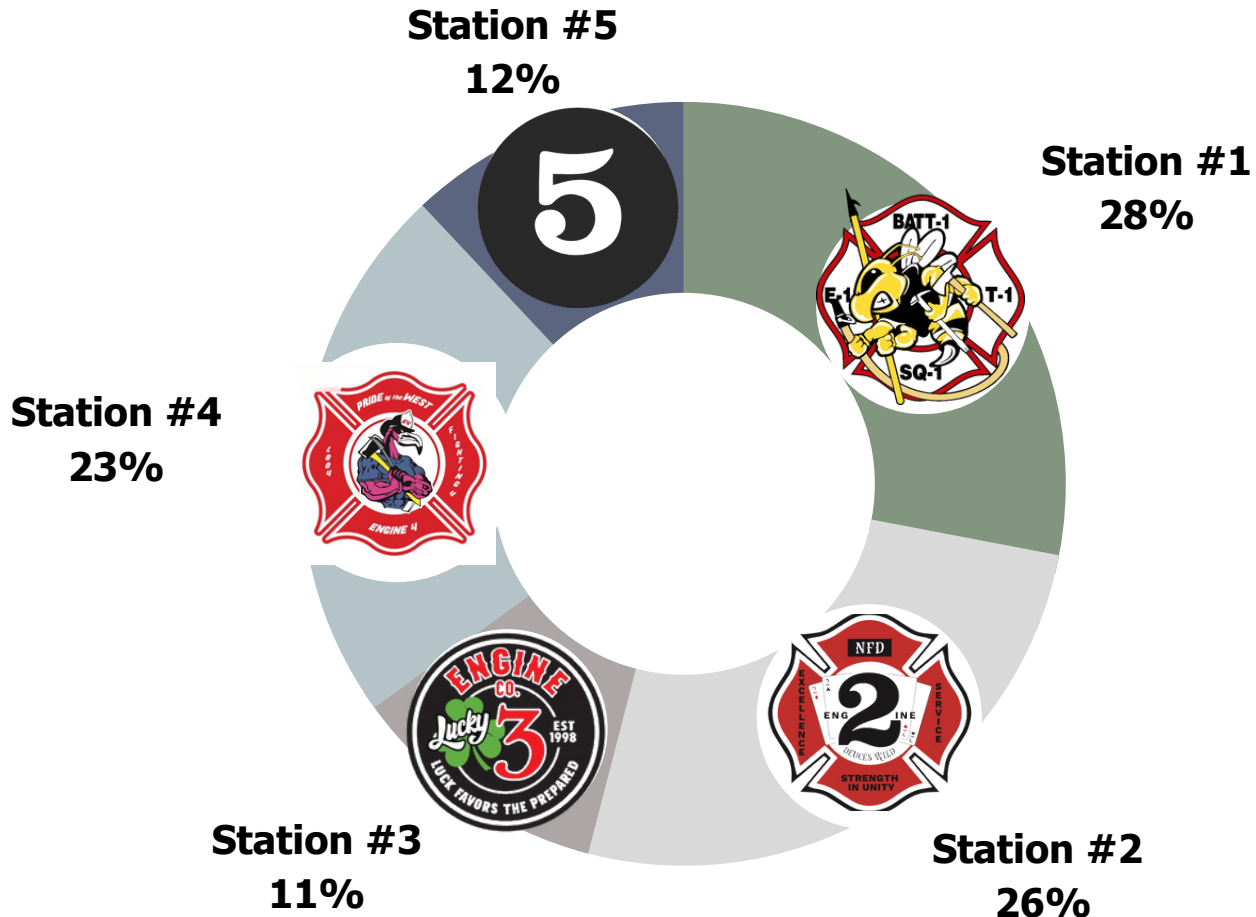 Station #5
12%
5
Station #1
28%
BATT-1
E-1
T-1
SQ-1
Station #4
23%
PRIDE of the WEST
FIGHTING 4
ENGINE 4
ENGINE
CO.
Lucky
3
EST
1998
LUCK FAVORS THE PREPARED
Station #3
11%
NFD
EXCELLENCE
SERVICE
2
2
2
ENG INE
DEUCES WILD
STRENGTH
IN UNITY
Station #2
26%